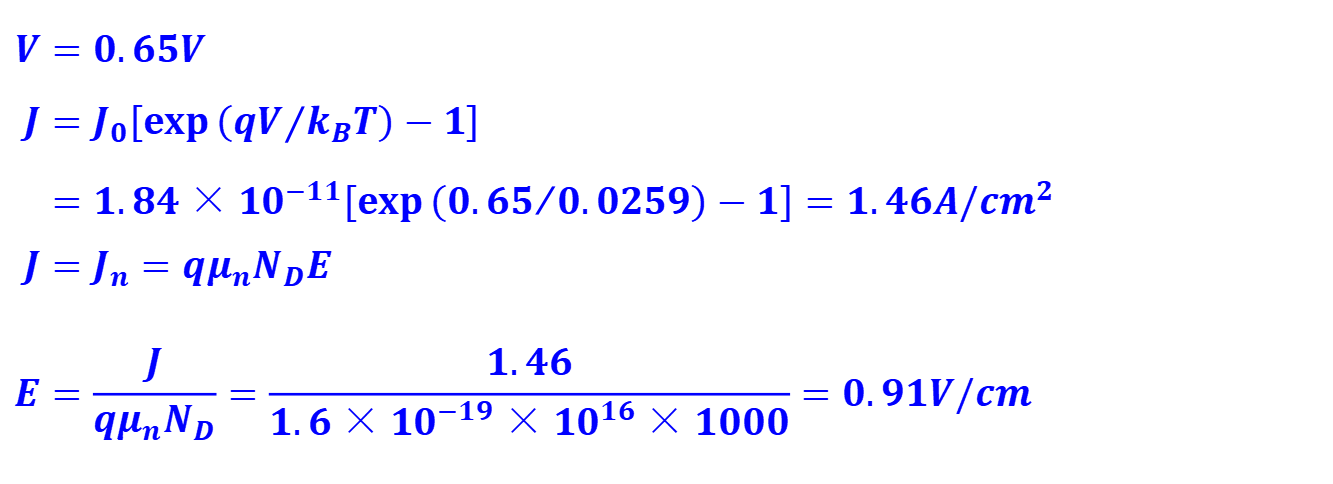 V = 0.65V
J = J₀[exp (qV/k_BT) − 1]
= 1.84 × 10⁻¹¹[exp (0.65/0.0259) − 1] = 1.46A/cm²
J = Jₙ = qμₙN_DE
E = J/(qμₙN_D) = 1.46/(1.6 × 10⁻¹⁹ × 10¹⁶ × 1000) = 0.91V/cm